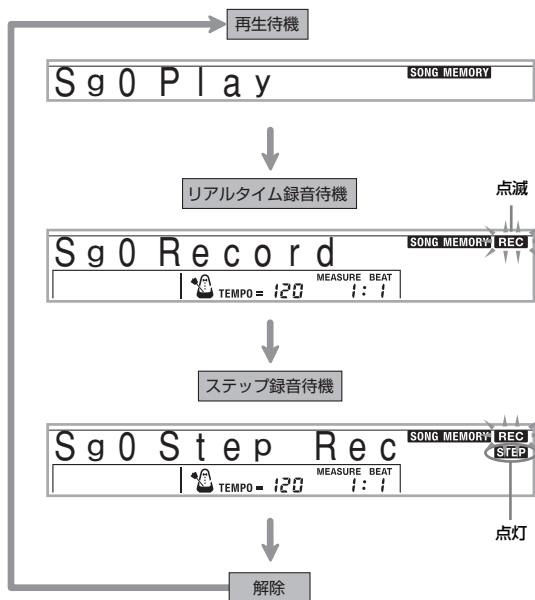 再生待機
Sg0 Play SONG MEMORY
リアルタイム録音待機
点滅
Sg0 Record SONG MEMORY REC
TEMPO = 120 MEASURE BEAT 1 : 1
ステップ録音待機
Sg0 Step Rec SONG MEMORY REC
STEP
TEMPO = 120 MEASURE BEAT 1 : 1
点灯
解除